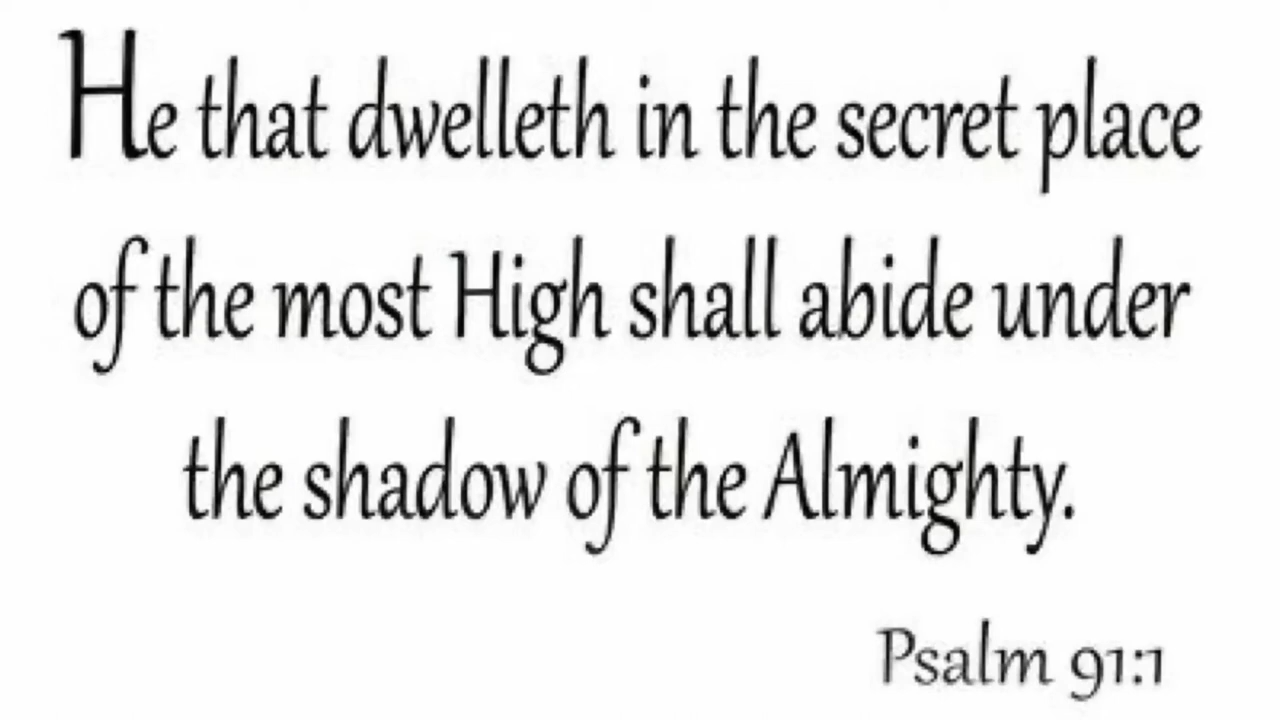 He that dwelleth in the secret place
of the most High shall abide under
the shadow of the Almighty.
Psalm 91:1